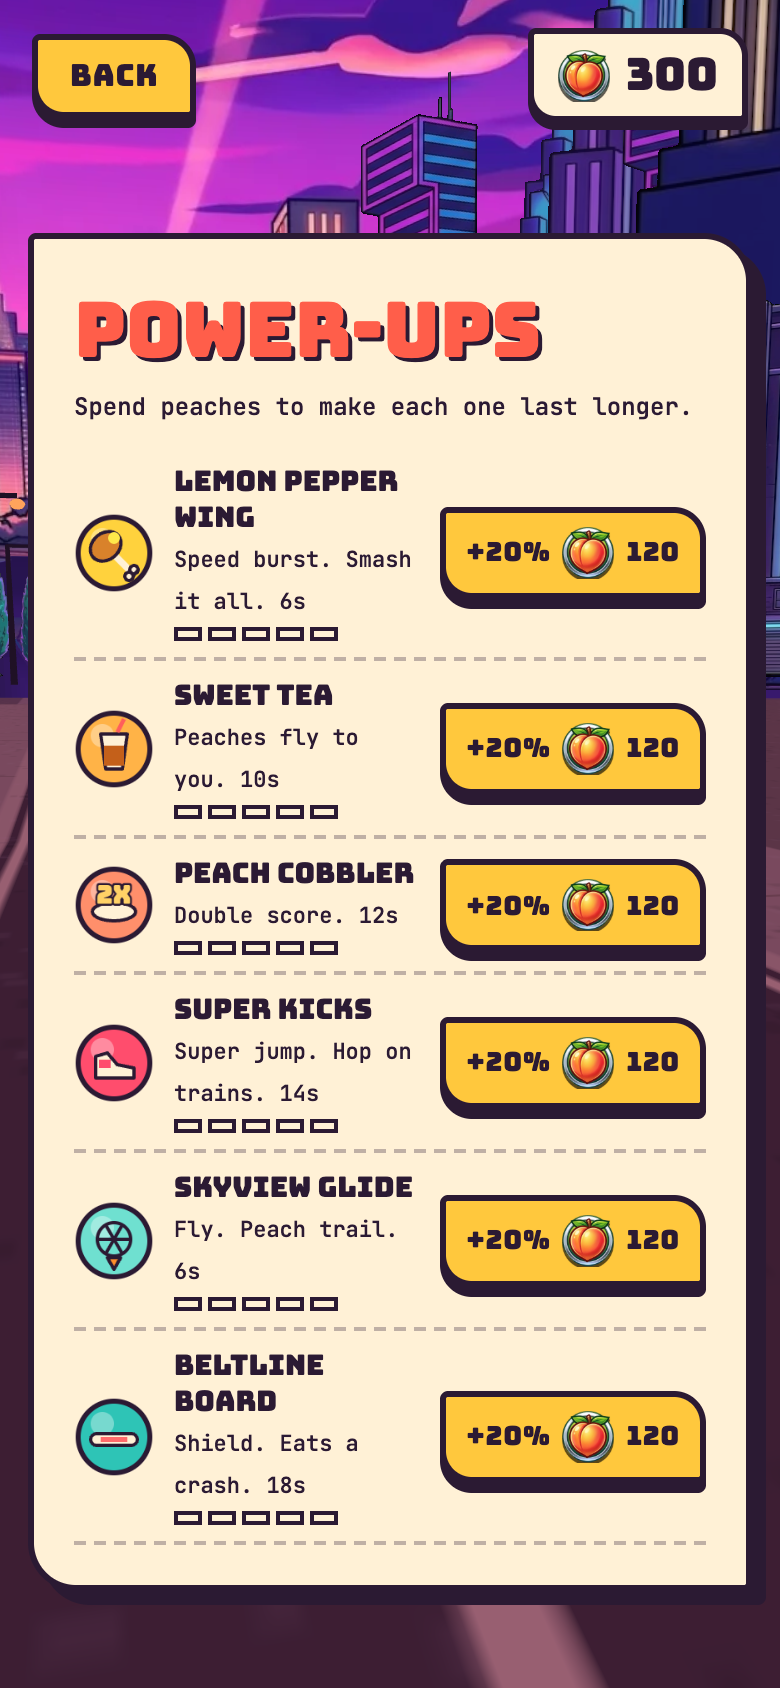 BACK
300
POWER-UPS
Spend peaches to make each one last longer.
LEMON PEPPER
WING
Speed burst. Smash
it all. 6s
+20% 120
SWEET TEA
Peaches fly to
you. 10s
+20% 120
2X
PEACH COBBLER
Double score. 12s
+20% 120
SUPER KICKS
Super jump. Hop on
trains. 14s
+20% 120
SKYVIEW GLIDE
Fly. Peach trail.
6s
+20% 120
BELTLINE
BOARD
Shield. Eats a
crash. 18s
+20% 120